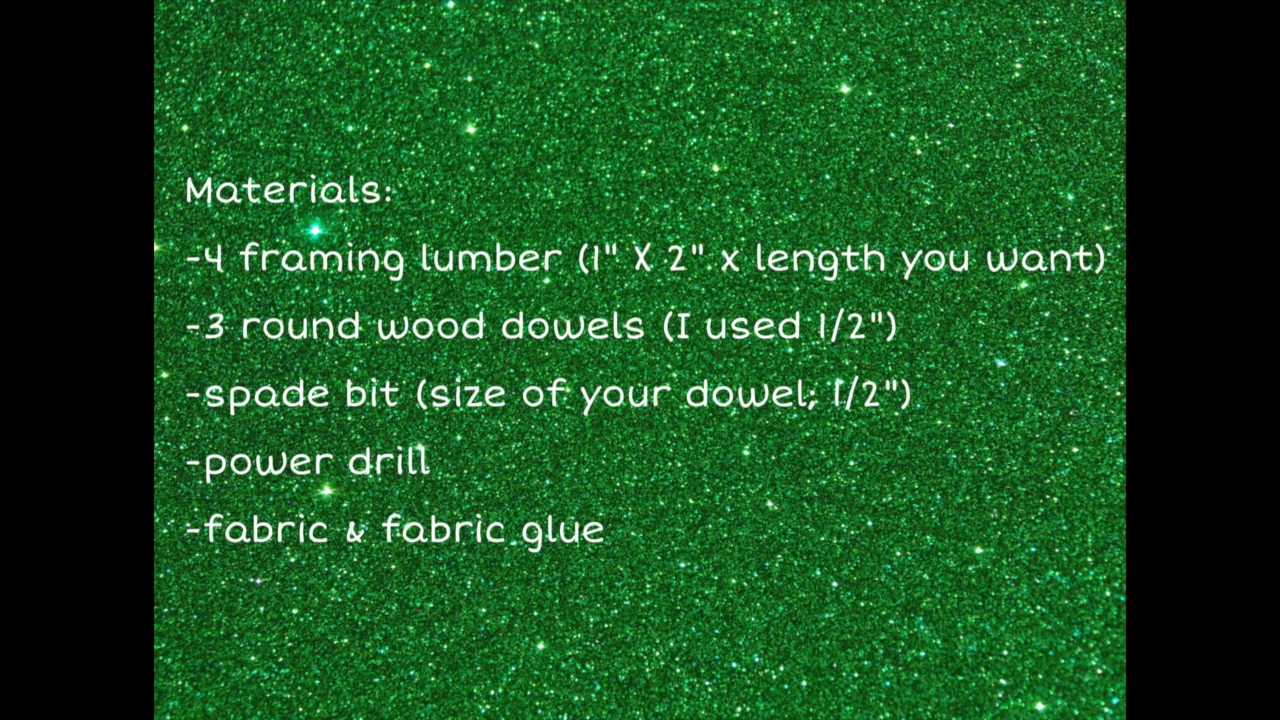 Materials:
-4 framing lumber (1" X 2" x length you want)
-3 round wood dowels (I used 1/2")
-spade bit (size of your dowel; 1/2")
-power drill
-fabric & fabric glue